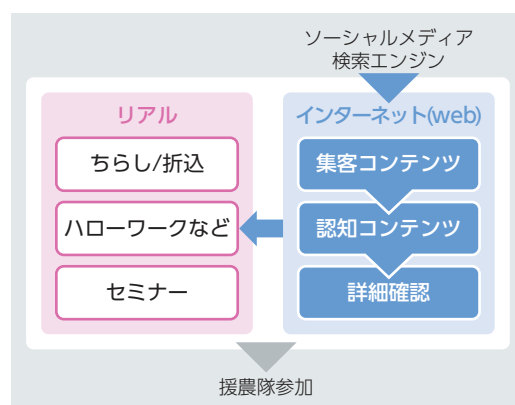 ソーシャルメディア
検索エンジン
リアル
ちらし/折込
ハローワークなど
セミナー
インターネット(web)
集客コンテンツ
認知コンテンツ
詳細確認
援農隊参加